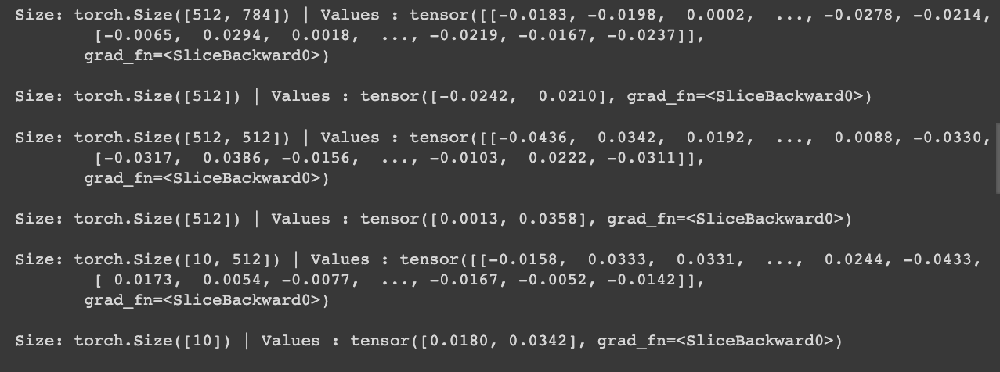 Size: torch.Size([512, 784]) | Values : tensor([[-0.0183, -0.0198,  0.0002,  ..., -0.0278, -0.0214,
        [-0.0065,  0.0294,  0.0018,  ..., -0.0219, -0.0167, -0.0237]],
       grad_fn=<SliceBackward0>)

Size: torch.Size([512]) | Values : tensor([-0.0242,  0.0210], grad_fn=<SliceBackward0>)

Size: torch.Size([512, 512]) | Values : tensor([[-0.0436,  0.0342,  0.0192,  ...,  0.0088, -0.0330,
        [-0.0317,  0.0386, -0.0156,  ..., -0.0103,  0.0222, -0.0311]],
       grad_fn=<SliceBackward0>)

Size: torch.Size([512]) | Values : tensor([0.0013, 0.0358], grad_fn=<SliceBackward0>)

Size: torch.Size([10, 512]) | Values : tensor([[-0.0158,  0.0333,  0.0331,  ...,  0.0244, -0.0433,
        [ 0.0173,  0.0054, -0.0077,  ..., -0.0167, -0.0052, -0.0142]],
       grad_fn=<SliceBackward0>)

Size: torch.Size([10]) | Values : tensor([0.0180, 0.0342], grad_fn=<SliceBackward0>)